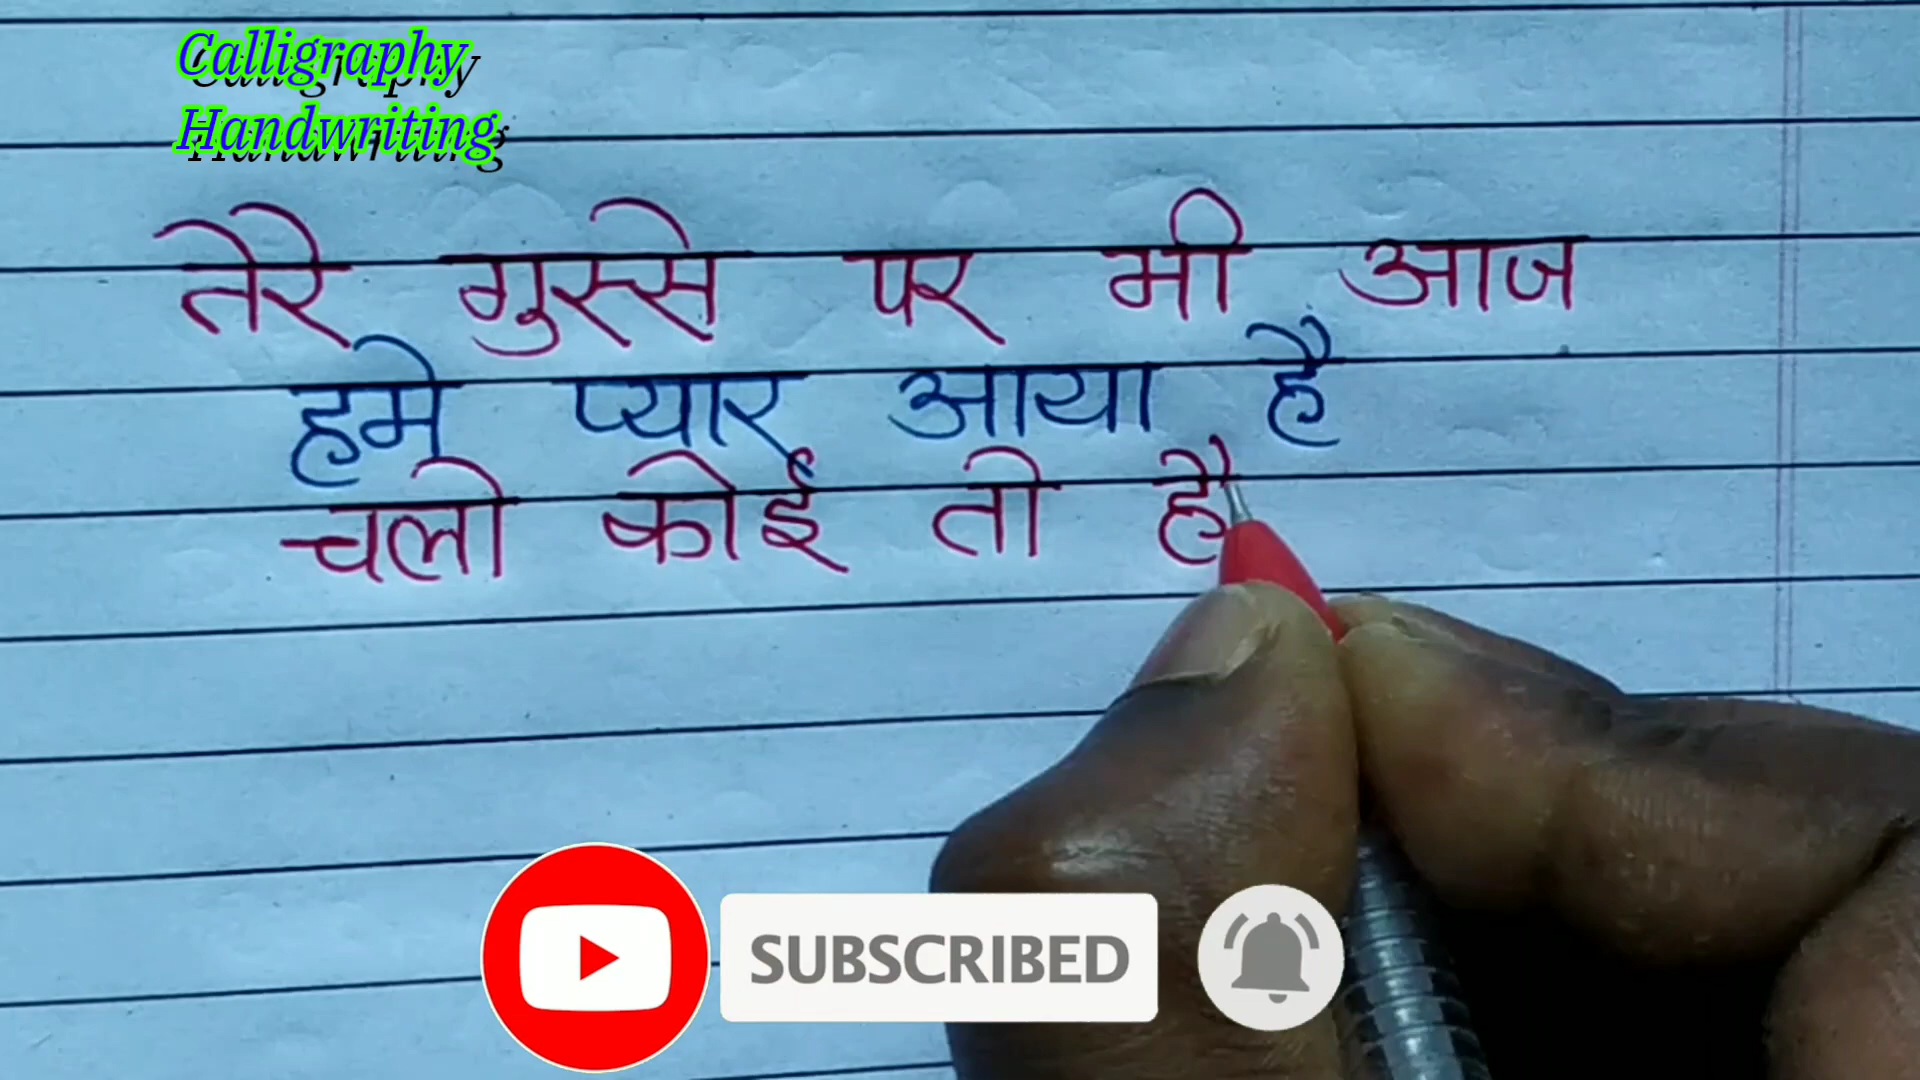 Calligraphy
Handwriting
तेरे गुस्से पर मी आज
हमे प्यार आया है
चलो कोई तो है
SUBSCRIBED